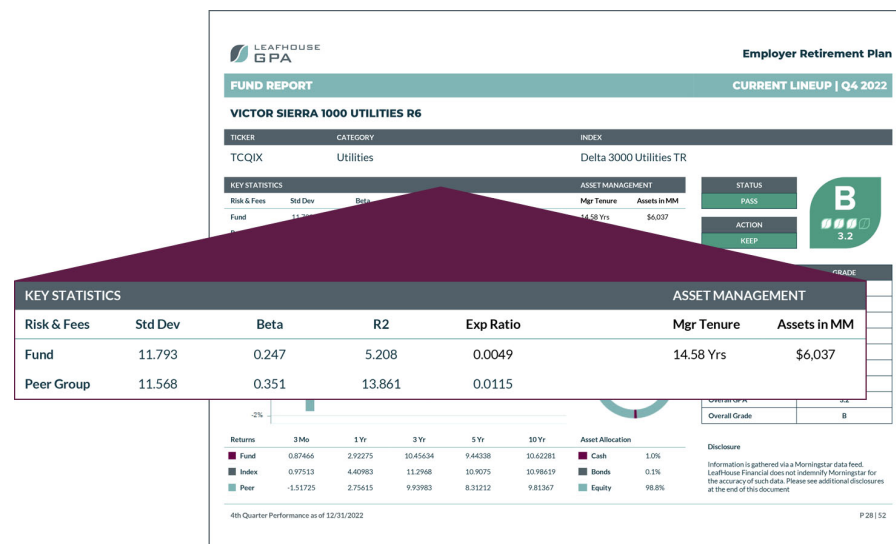 LEAFHOUSE
GPA
Employer Retirement Plan
FUND REPORT CURRENT LINEUP | Q4 2022
VICTOR SIERRA 1000 UTILITIES R6
TICKER CATEGORY INDEX
TCQIX Utilities Delta 3000 Utilities TR
KEY STATISTICS ASSET MANAGEMENT
Risk & Fees Std Dev Beta Mgr Tenure Assets in MM
Fund 14.58 Yrs $6,037
STATUS
PASS
ACTION
KEEP
B
3.2
GRADE
KEY STATISTICS ASSET MANAGEMENT
Risk & Fees Std Dev Beta R2 Exp Ratio Mgr Tenure Assets in MM
Fund 11.793 0.247 5.208 0.0049 14.58 Yrs $6,037
Peer Group 11.568 0.351 13.861 0.0115
Overall GPA 3.2
-2%
Overall Grade B
Returns 3 Mo 1 Yr 3 Yr 5 Yr 10 Yr Asset Allocation
Fund 0.87466 2.92275 10.45634 9.44338 10.62281 Cash 1.0%
Index 0.97513 4.40983 11.2968 10.9075 10.98619 Bonds 0.1%
Peer -1.51725 2.75615 9.93983 8.31212 9.81367 Equity 98.8%
Disclosure
Information is gathered via a Morningstar data feed.
LeafHouse Financial does not indemnify Morningstar for
the accuracy of such data. Please see additional disclosures
at the end of this document
4th Quarter Performance as of 12/31/2022 P 28 | 52